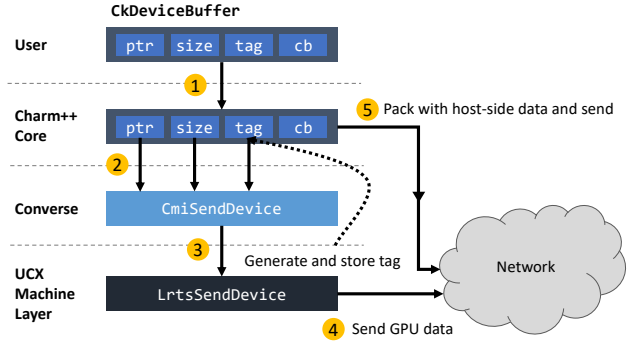 CkDeviceBuffer
User
ptr size tag cb
1
Charm++
Core
ptr size tag cb
5 Pack with host-side data and send
2
Converse
CmiSendDevice
3
Generate and store tag
Network
UCX
Machine
Layer
LrtsSendDevice
4 Send GPU data